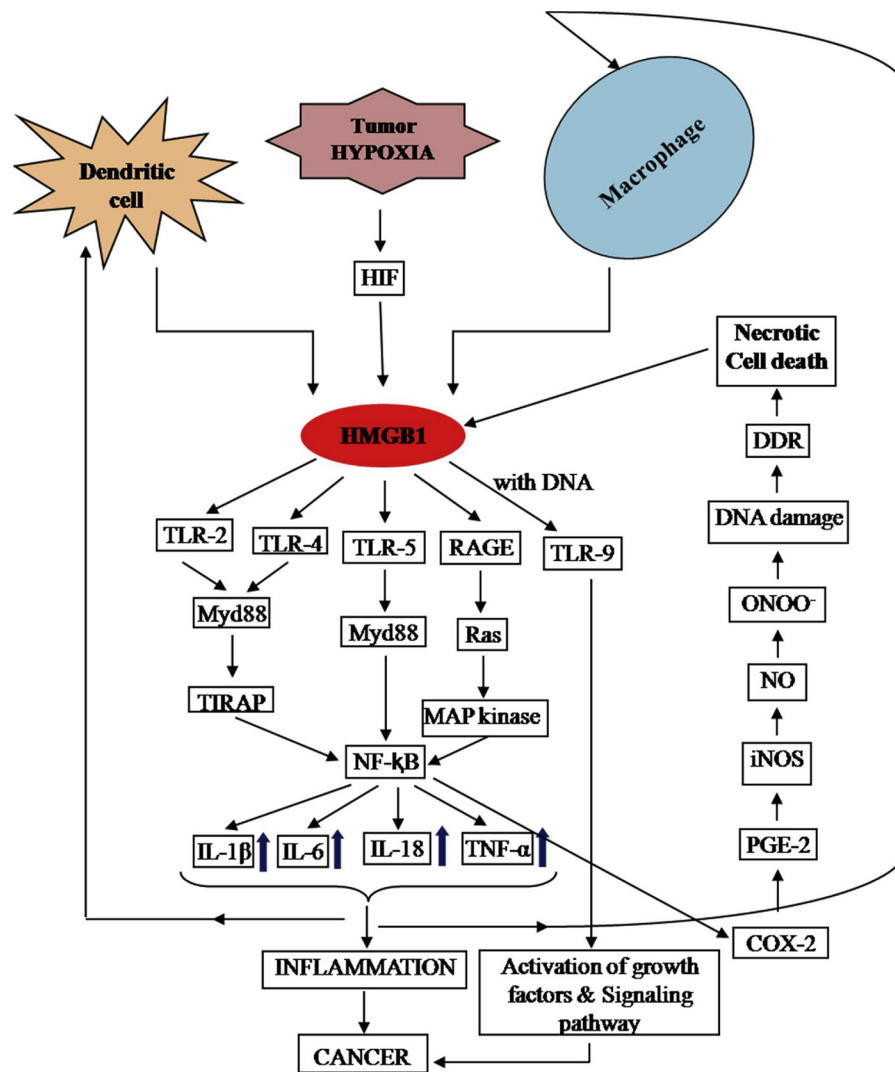 Tumor
HYPOXIA
Dendritic
cell
Macrophage
HIF
Necrotic
Cell death
HMGB1
DDR
with DNA
DNA damage
TLR-2
TLR-4
TLR-5
RAGE
TLR-9
ONOO⁻
Myd88
Myd88
Ras
NO
TIRAP
MAP kinase
NF-ķB
iNOS
IL-1β
IL-6
IL-18
TNF-α
PGE-2
COX-2
INFLAMMATION
Activation of growth
factors & Signaling
pathway
CANCER